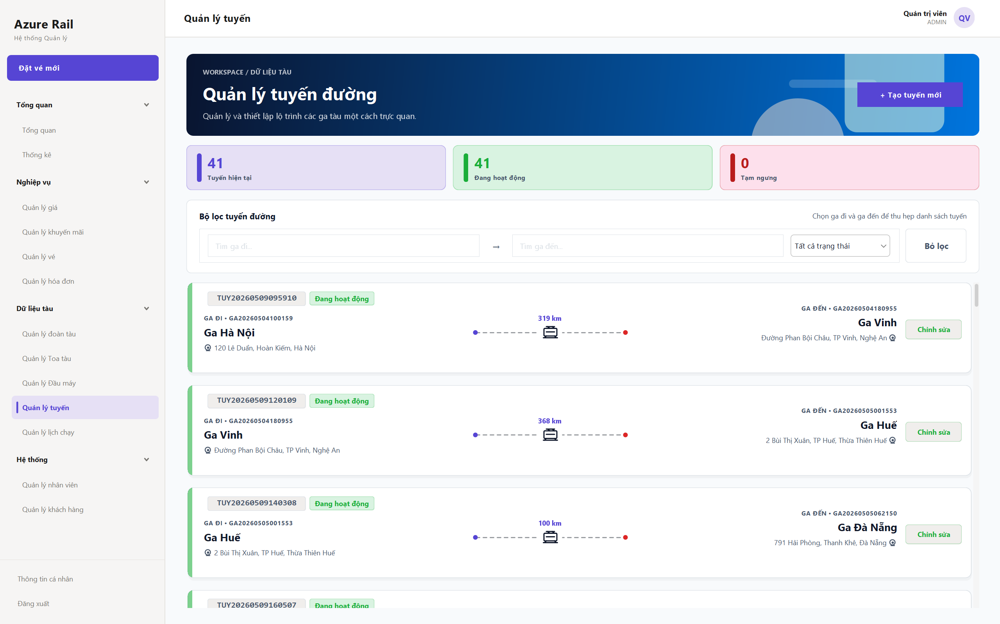 Azure Rail
Hệ thống Quản lý
Đặt vé mới
Tổng quan
Tổng quan
Thống kê
Nghiệp vụ
Quản lý giá
Quản lý khuyến mãi
Quản lý vé
Quản lý hóa đơn
Dữ liệu tàu
Quản lý đoàn tàu
Quản lý Toa tàu
Quản lý Đầu máy
Quản lý tuyến
Quản lý lịch chạy
Hệ thống
Quản lý nhân viên
Quản lý khách hàng
Thông tin cá nhân
Đăng xuất
Quản lý tuyến
Quản trị viên
ADMIN
QV
WORKSPACE / DỮ LIỆU TÀU
Quản lý tuyến đường
Quản lý và thiết lập lộ trình các ga tàu một cách trực quan.
+ Tạo tuyến mới
41
Tuyến hiện tại
41
Đang hoạt động
0
Tạm ngưng
Bộ lọc tuyến đường
Chọn ga đi và ga đến để thu hẹp danh sách tuyến
Tìm ga đi...
→
Tìm ga đến...
Tất cả trạng thái
Bỏ lọc
TUY20260509095910
Đang hoạt động
GA ĐI • GA20260504100159
Ga Hà Nội
120 Lê Duẩn, Hoàn Kiếm, Hà Nội
319 km
GA ĐẾN • GA20260504180955
Ga Vinh
Đường Phan Bội Châu, TP Vinh, Nghệ An
Chỉnh sửa
TUY20260509120109
Đang hoạt động
GA ĐI • GA20260504180955
Ga Vinh
Đường Phan Bội Châu, TP Vinh, Nghệ An
368 km
GA ĐẾN • GA20260505001553
Ga Huế
2 Bùi Thị Xuân, TP Huế, Thừa Thiên Huế
Chỉnh sửa
TUY20260509140308
Đang hoạt động
GA ĐI • GA20260505001553
Ga Huế
2 Bùi Thị Xuân, TP Huế, Thừa Thiên Huế
100 km
GA ĐẾN • GA20260505062150
Ga Đà Nẵng
791 Hải Phòng, Thanh Khê, Đà Nẵng
Chỉnh sửa
TUY20260509160507
Đang hoạt động